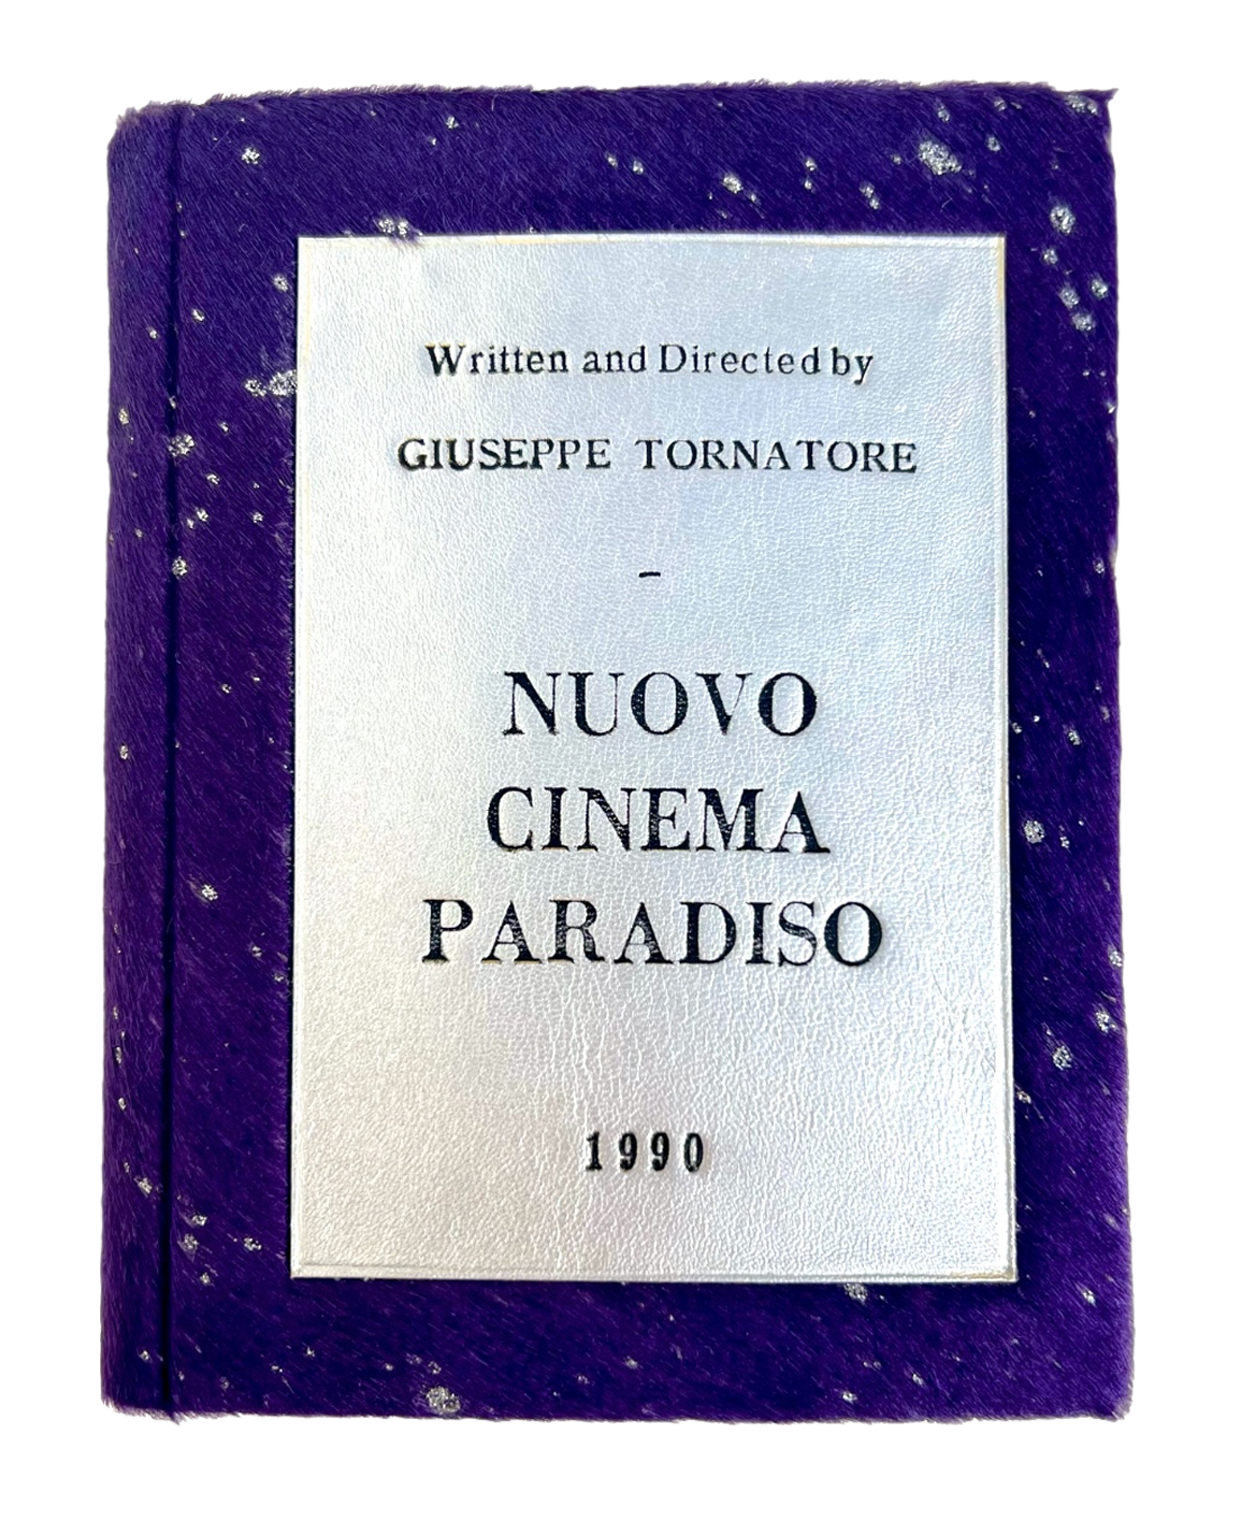 Written and Directed by
GIUSEPPE TORNATORE
-
NUOVO
CINEMA
PARADISO
1990